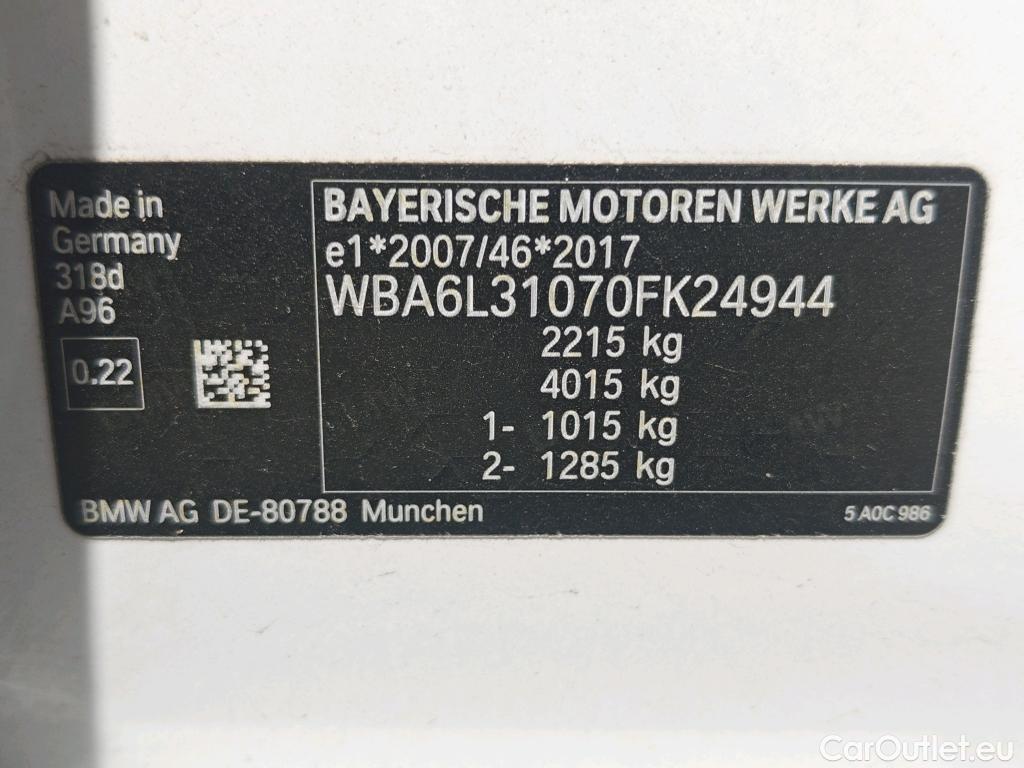 Made in
Germany
318d
A96
0.22
BAYERISCHE MOTOREN WERKE AG
e1*2007/46*2017
WBA6L31070FK24944
2215 kg
4015 kg
1- 1015 kg
2- 1285 kg
BMW AG DE-80788 Munchen
5 A0C 986
CarOutlet.eu